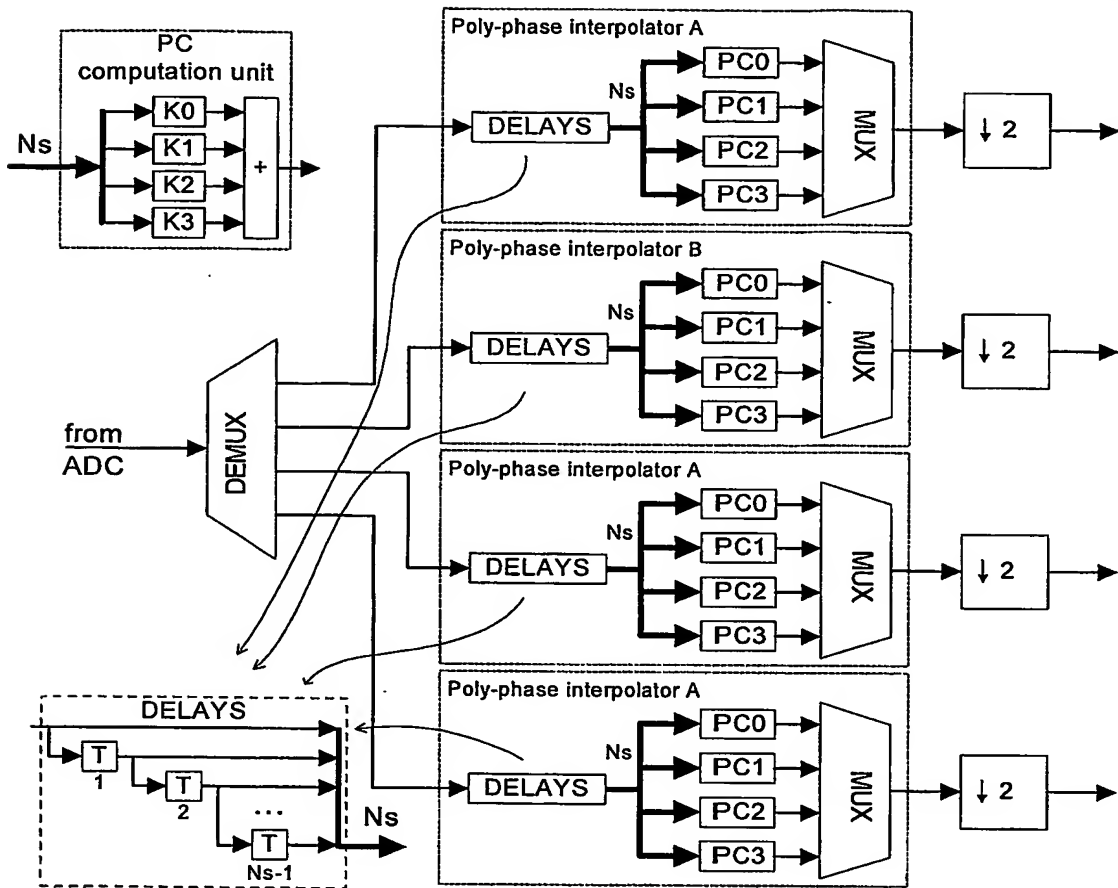 PC
computation unit
Ns
K0
K1
K2
K3
+
Poly-phase interpolator A
DELAYS
Ns
PC0
PC1
PC2
PC3
MUX
↓ 2
Poly-phase interpolator B
DELAYS
Ns
PC0
PC1
PC2
PC3
MUX
↓ 2
from
ADC
DEMUX
Poly-phase interpolator A
DELAYS
Ns
PC0
PC1
PC2
PC3
MUX
↓ 2
Poly-phase interpolator A
DELAYS
Ns
PC0
PC1
PC2
PC3
MUX
↓ 2
DELAYS
T
1
T
2
...
T
Ns-1
Ns